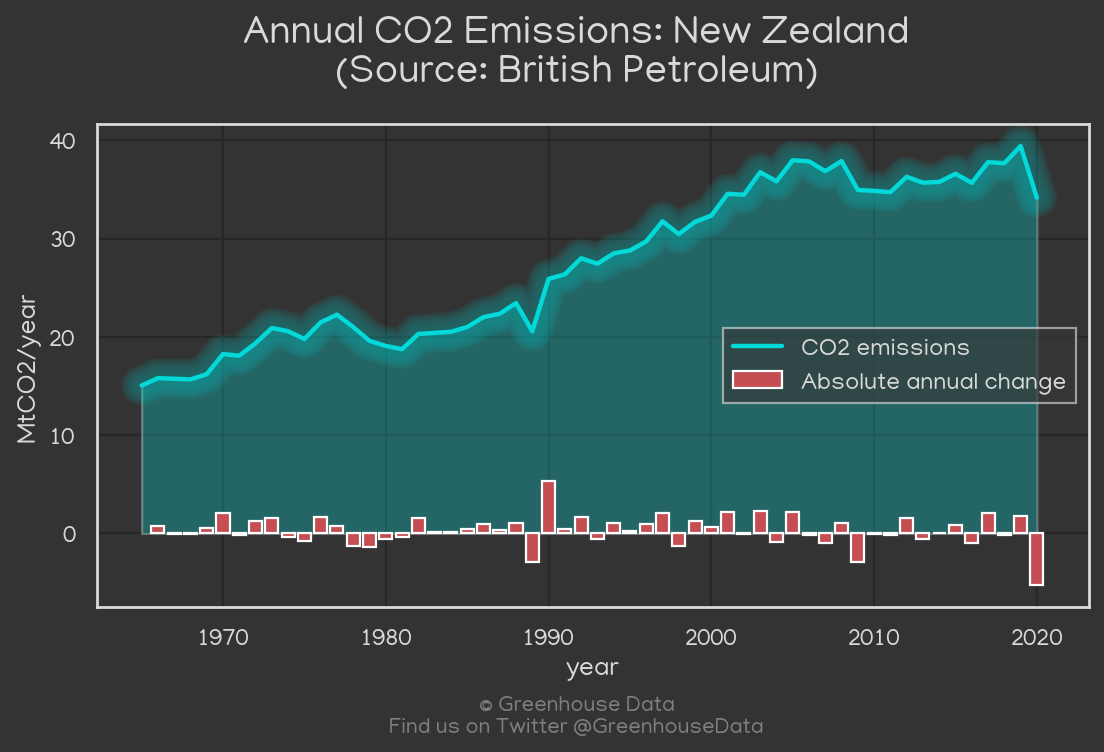 Annual CO2 Emissions: New Zealand
(Source: British Petroleum)
40
30
20
10
0
MtCO2/year
CO2 emissions
Absolute annual change
1970 1980 1990 2000 2010 2020
year
© Greenhouse Data
Find us on Twitter @GreenhouseData